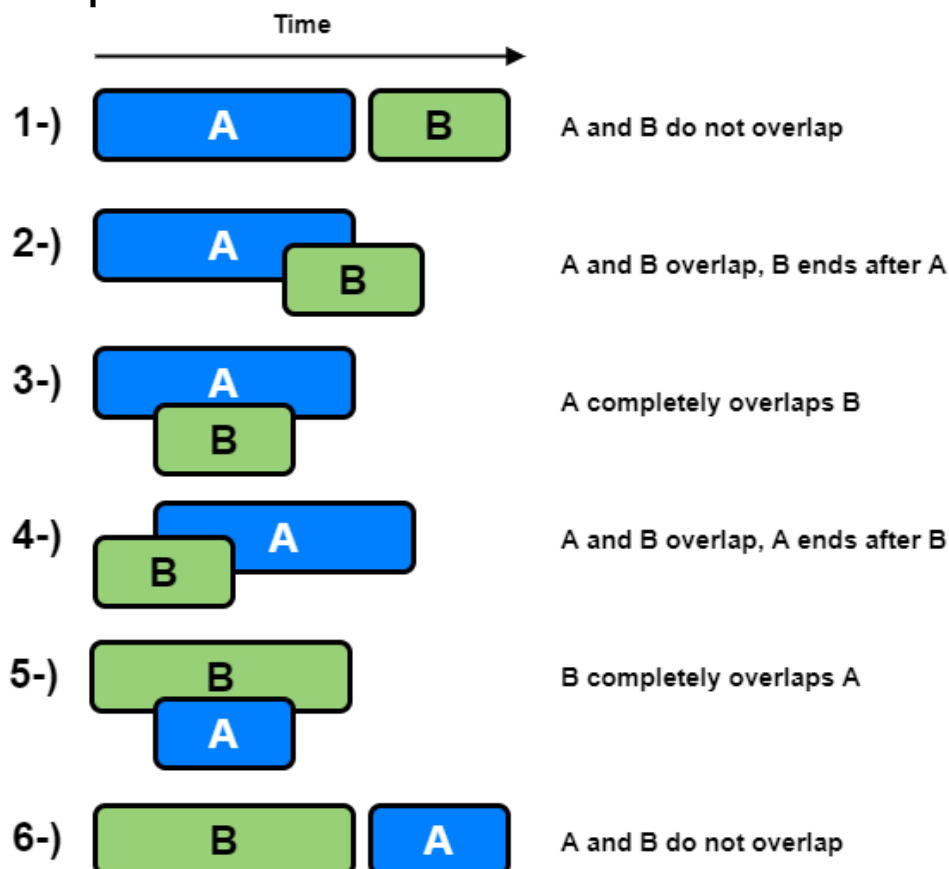 Time
1-) A B A and B do not overlap
2-) A B A and B overlap, B ends after A
3-) A B A completely overlaps B
4-) A B A and B overlap, A ends after B
5-) B A B completely overlaps A
6-) B A A and B do not overlap